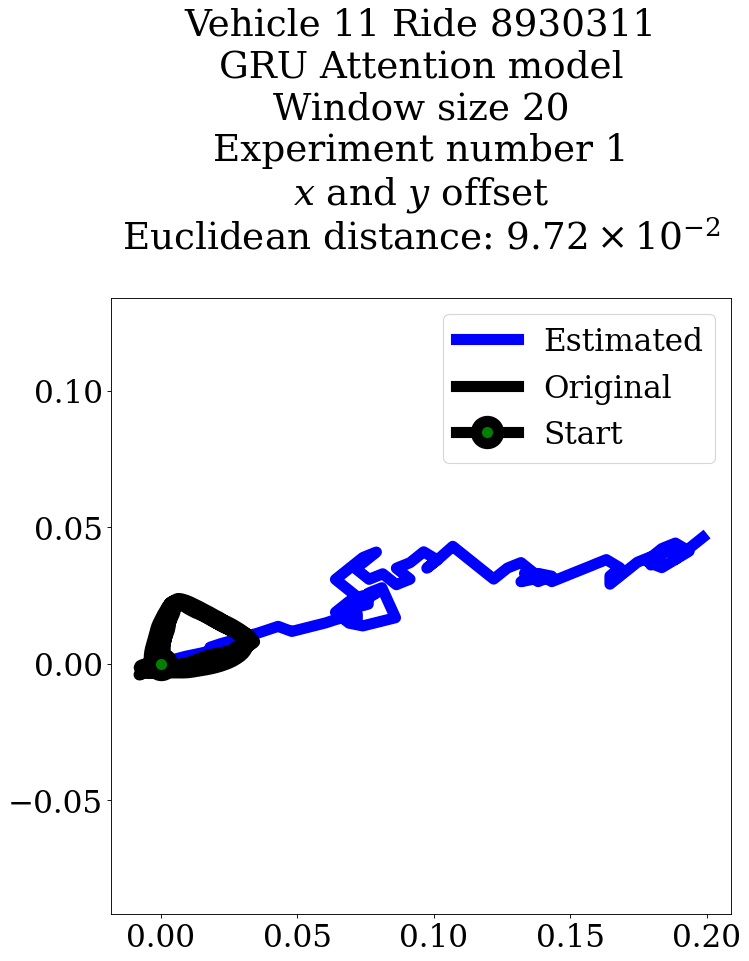 Vehicle 11 Ride 8930311
GRU Attention model
Window size 20
Experiment number 1
x and y offset
Euclidean distance: 9.72 × 10⁻²
Estimated
Original
Start
0.10
0.05
0.00
−0.05
0.00 0.05 0.10 0.15 0.20